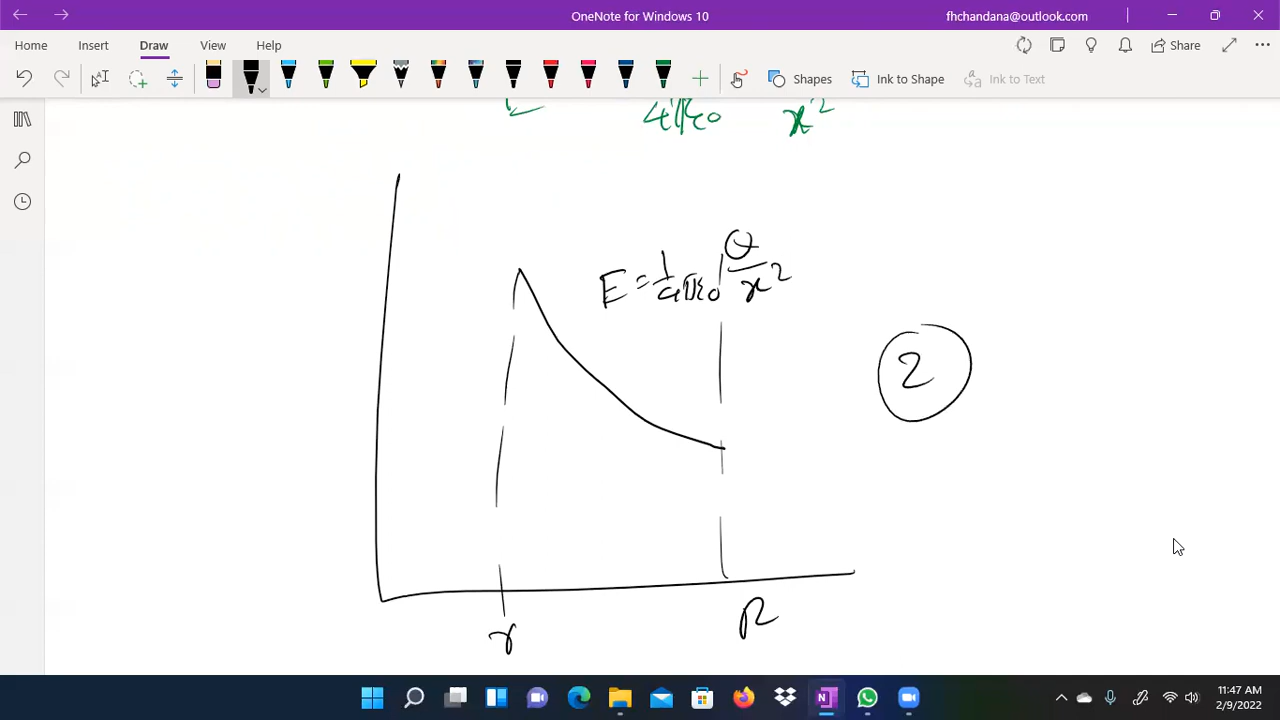 OneNote for Windows 10
fhchandana@outlook.com
Home Insert Draw View Help
Share
Shapes
Ink to Shape
Ink to Text
4πε0 x²
E = 1/4πε0 Q/x²
2
r
R
11:47 AM
2/9/2022